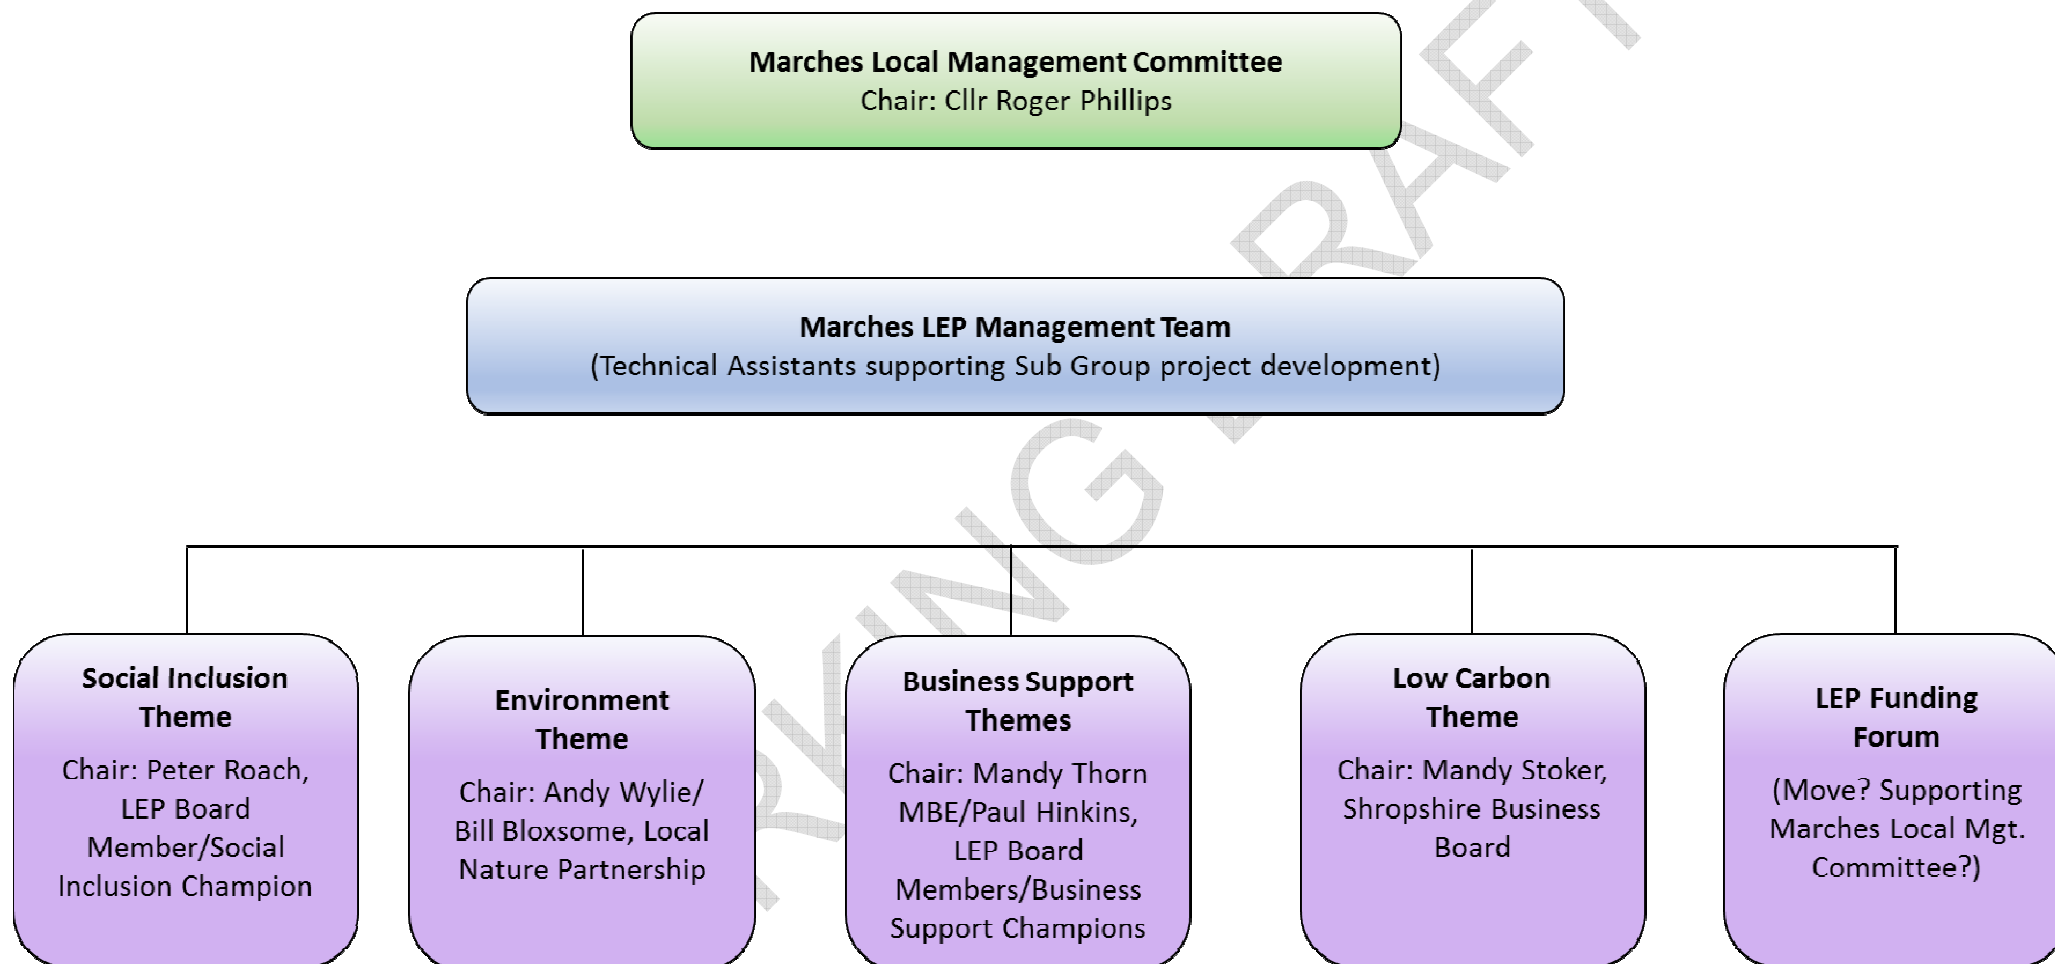 Marches Local Management Committee
Chair: Cllr Roger Phillips
Marches LEP Management Team
(Technical Assistants supporting Sub Group project development)
Social Inclusion
Theme
Chair: Peter Roach,
LEP Board
Member/Social
Inclusion Champion
Environment
Theme
Chair: Andy Wylie/
Bill Bloxsome, Local
Nature Partnership
Business Support
Themes
Chair: Mandy Thorn
MBE/Paul Hinkins,
LEP Board
Members/Business
Support Champions
Low Carbon
Theme
Chair: Mandy Stoker,
Shropshire Business
Board
LEP Funding
Forum
(Move? Supporting
Marches Local Mgt.
Committee?)
RKING DRAFT